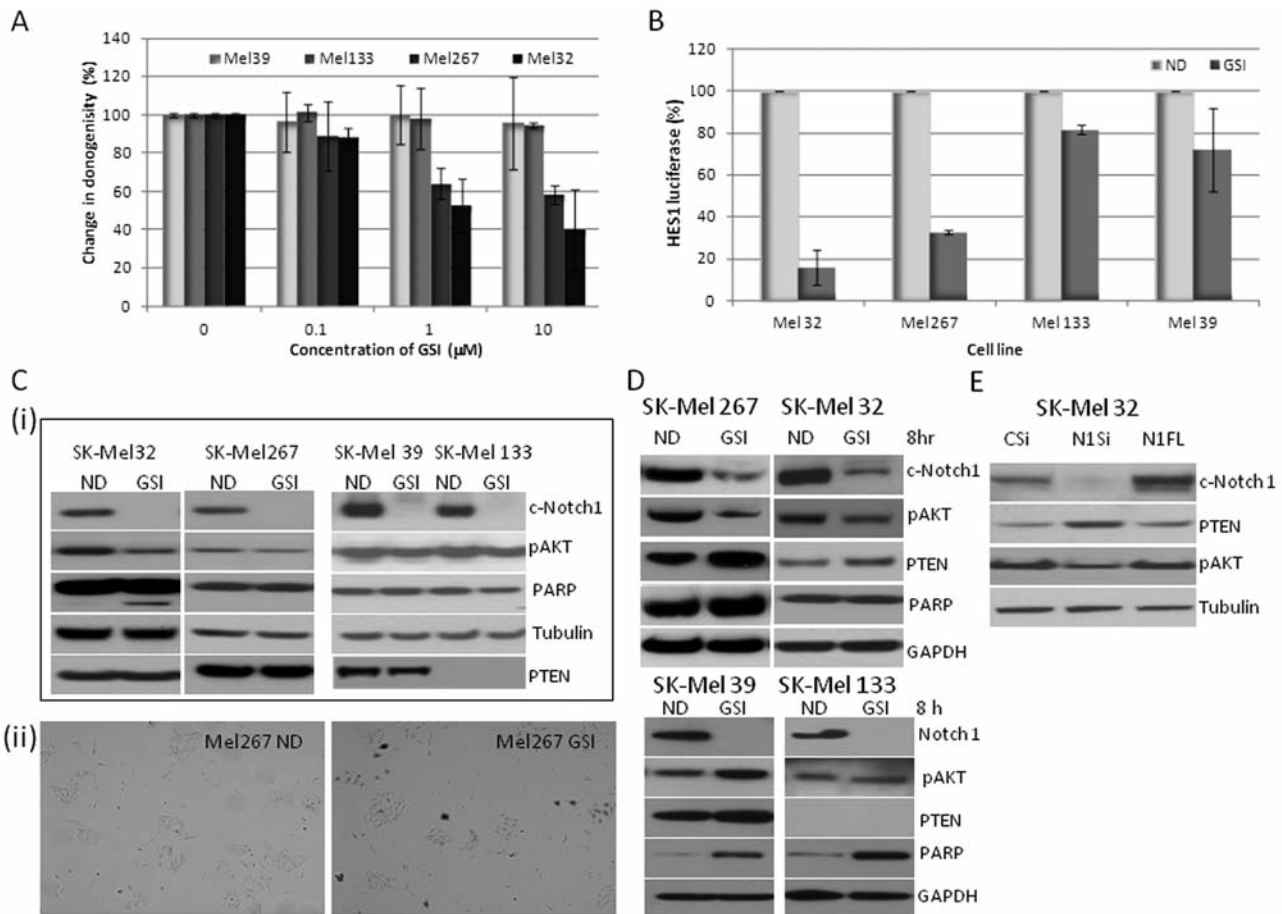 A
Change in donogenisity (%)
140
120
100
80
60
40
20
0
Mel39 Mel133 Mel267 Mel32
0 0.1 1 10
Concentration of GSI (µM)
B
HES1 luciferase (%)
120
100
80
60
40
20
0
ND GSI
Mel 32 Mel267 Mel 133 Mel 39
Cell line
C
(i)
SK-Mel32 SK-Mel267 SK-Mel 39 SK-Mel 133
ND GSI ND GSI ND GSI ND GSI
c-Notch1
pAKT
PARP
Tubulin
PTEN
(ii)
Mel267 ND
Mel267 GSI
D
SK-Mel 267 SK-Mel 32
ND GSI ND GSI 8hr
c-Notch1
pAKT
PTEN
PARP
GAPDH
SK-Mel 39 SK-Mel 133
ND GSI ND GSI 8 h
Notch1
pAKT
PTEN
PARP
GAPDH
E
SK-Mel 32
CSi N1Si N1FL
c-Notch1
PTEN
pAKT
Tubulin